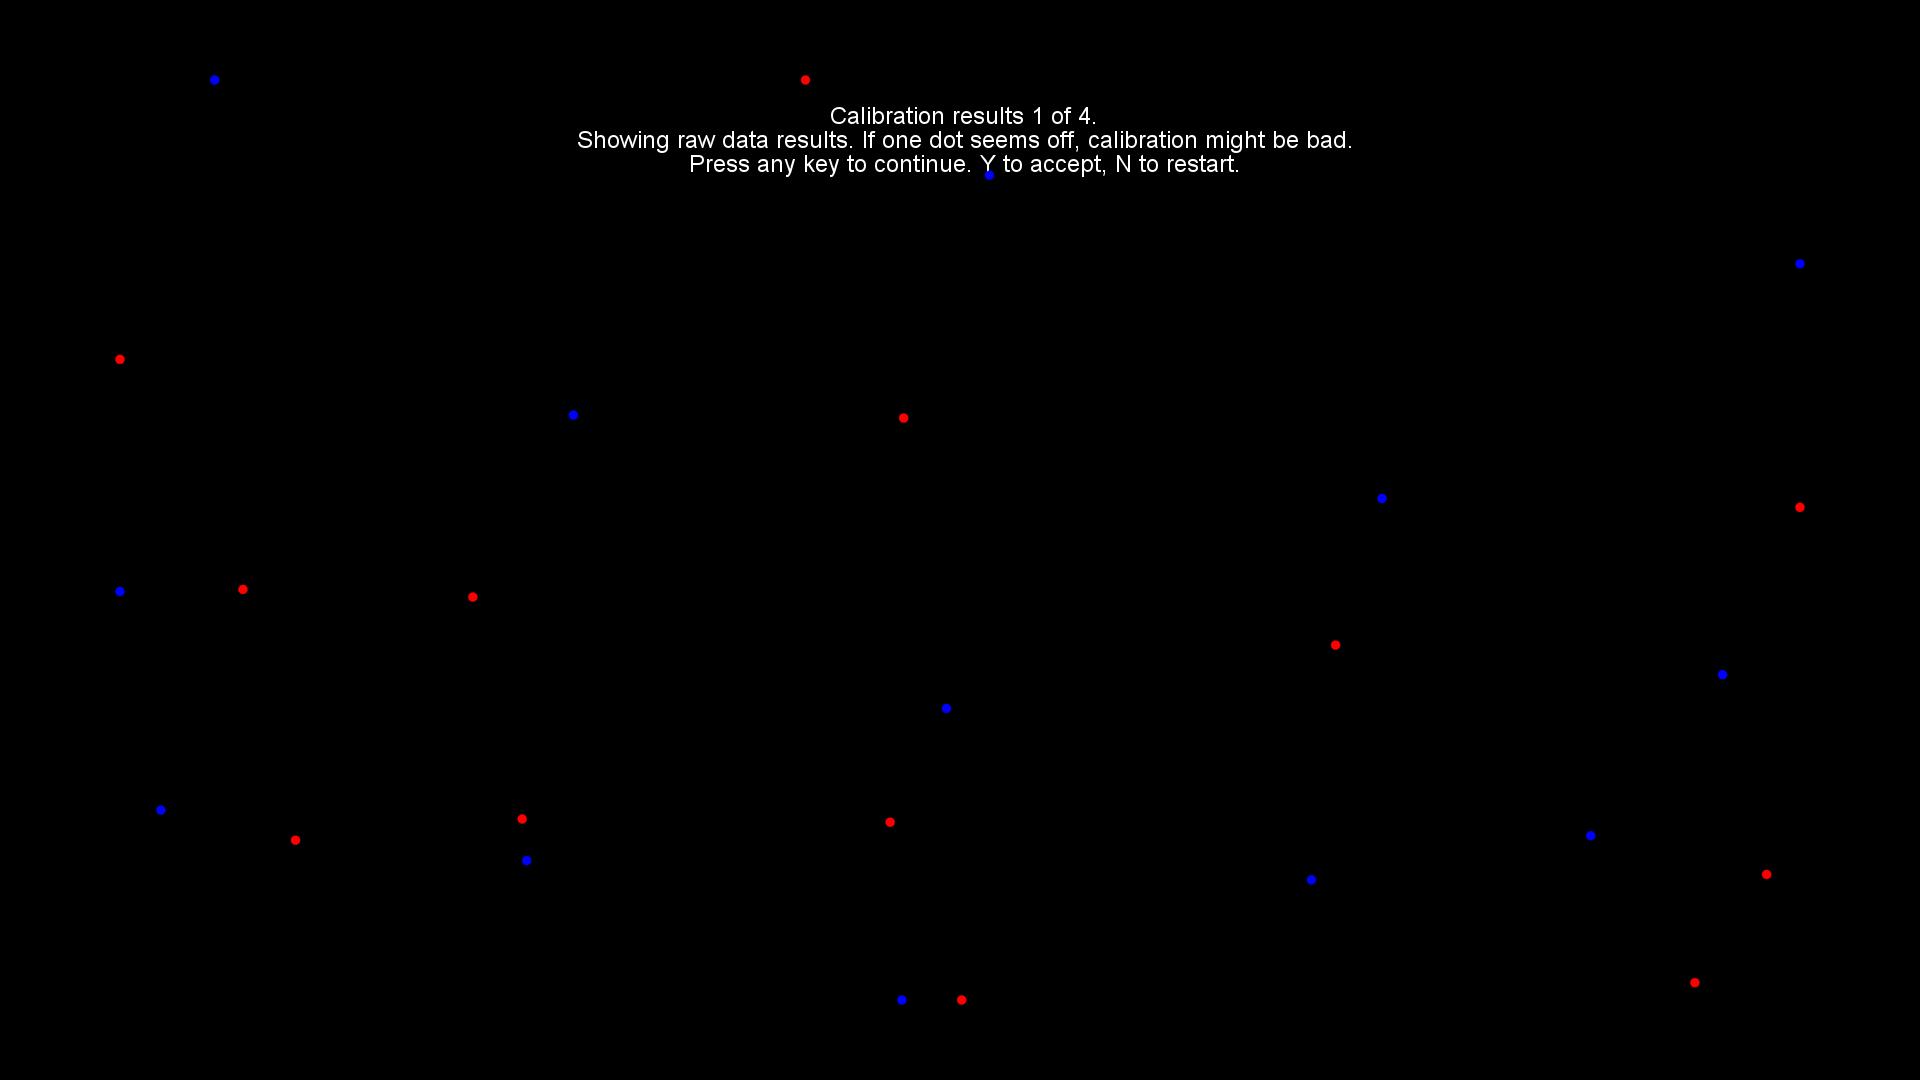 Calibration results 1 of 4.
Showing raw data results. If one dot seems off, calibration might be bad.
Press any key to continue. Y to accept, N to restart.